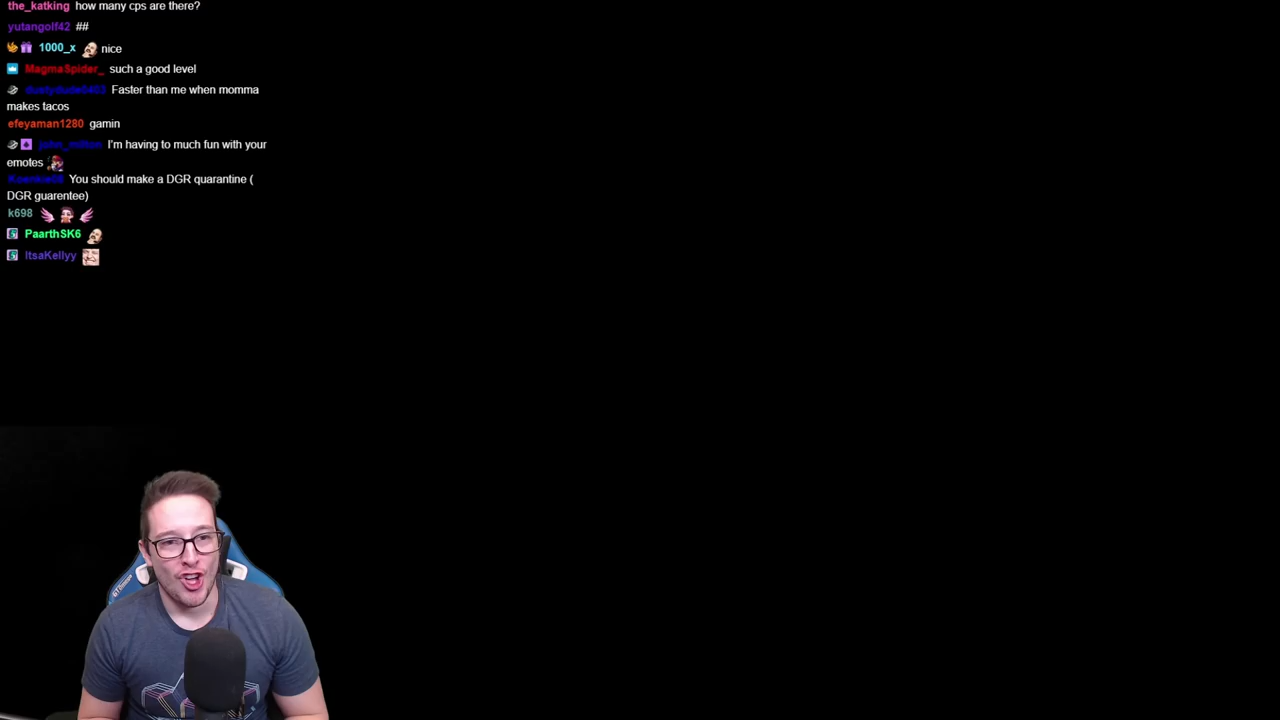 the_katking how many cps are there?
yutangolf42 ##
1000_x nice
MagmaSpider_ such a good level
dustydude0403 Faster than me when momma
makes tacos
efeyaman1280 gamin
john_milton I'm having to much fun with your
emotes
You should make a DGR quarantine (
DGR guarentee)
k698
PaarthSK6
ItsaKellyy